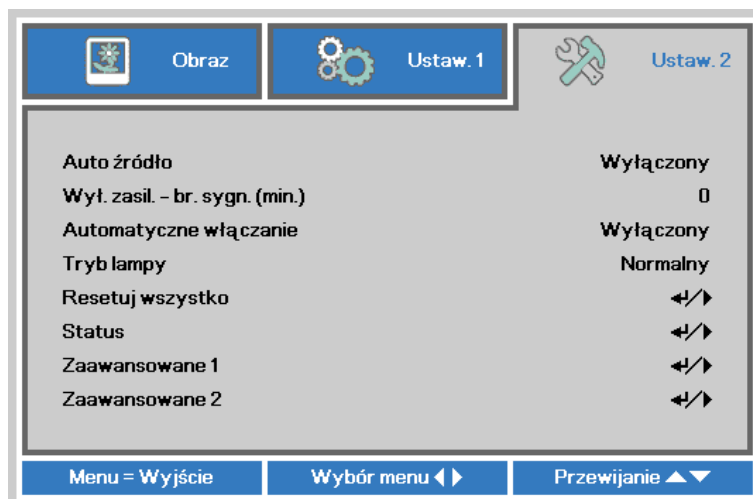 Obraz
Ustaw. 1
Ustaw. 2
Auto źródło Wyłączony
Wył. zasil. – br. sygn. (min.) 0
Automatyczne włączanie Wyłączony
Tryb lampy Normalny
Resetuj wszystko
Status
Zaawansowane 1
Zaawansowane 2
Menu = Wyjście
Wybór menu
Przewijanie